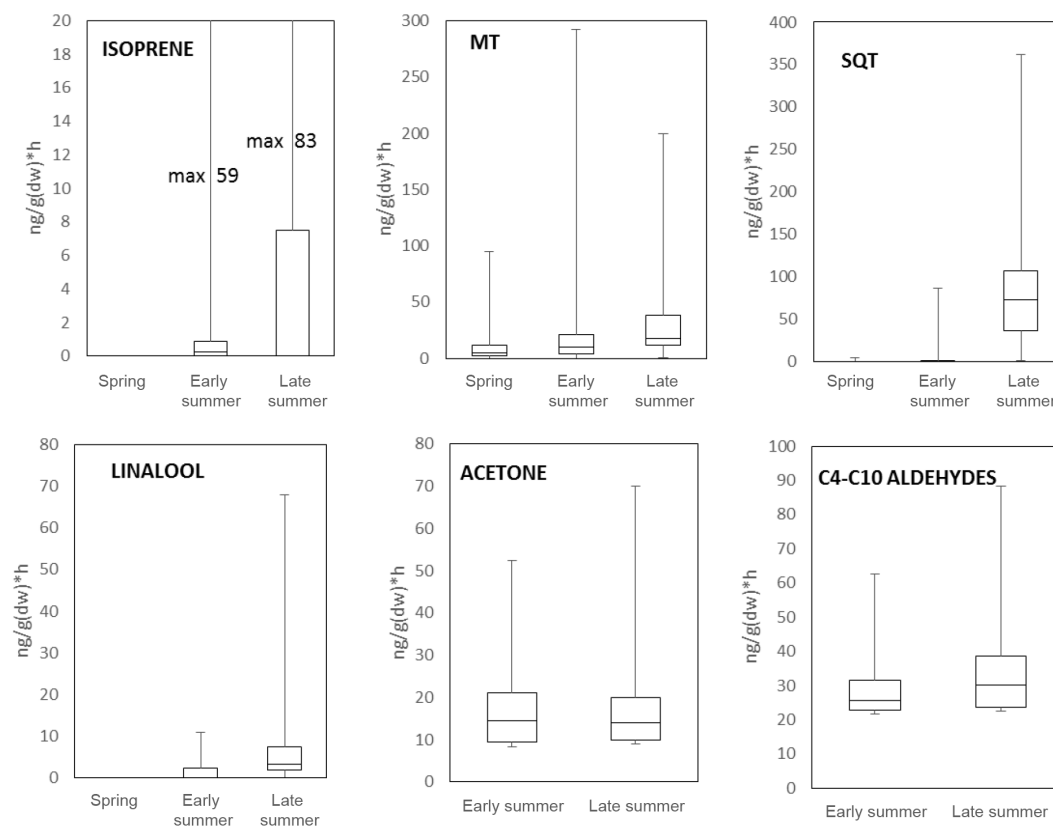 ISOPRENE
ng/g(dw)*h
20
18
16
14
12
10
8
6
4
2
0
max 59
max 83
Spring
Early
summer
Late
summer
MT
ng/g(dw)*h
300
250
200
150
100
50
0
Spring
Early
summer
Late
summer
SQT
ng/g(dw)*h
400
350
300
250
200
150
100
50
0
Spring
Early
summer
Late
summer
LINALOOL
ng/g(dw)*h
80
70
60
50
40
30
20
10
0
Spring
Early
summer
Late
summer
ACETONE
ng/g(dw)*h
80
70
60
50
40
30
20
10
0
Early summer
Late summer
C4-C10 ALDEHYDES
ng/g(dw)*h
100
90
80
70
60
50
40
30
20
10
0
Early summer
Late summer